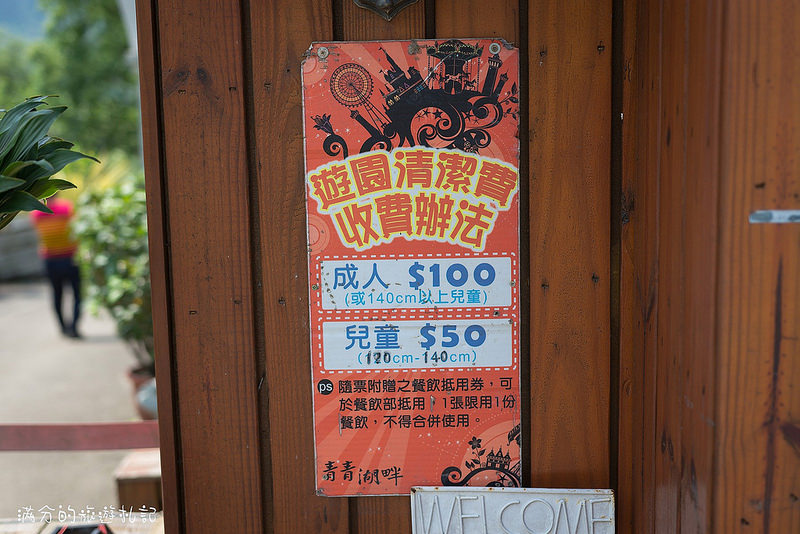 遊園清潔費
收費辦法
成人 $100
(或140cm以上兒童)
兒童 $50
(120cm-140cm)
ps 隨票附贈之餐飲抵用券，可
於餐飲部抵用，1張限用1份
餐飲，不得合併使用。
青青湖畔
WELCOME
滿分的旅遊札記